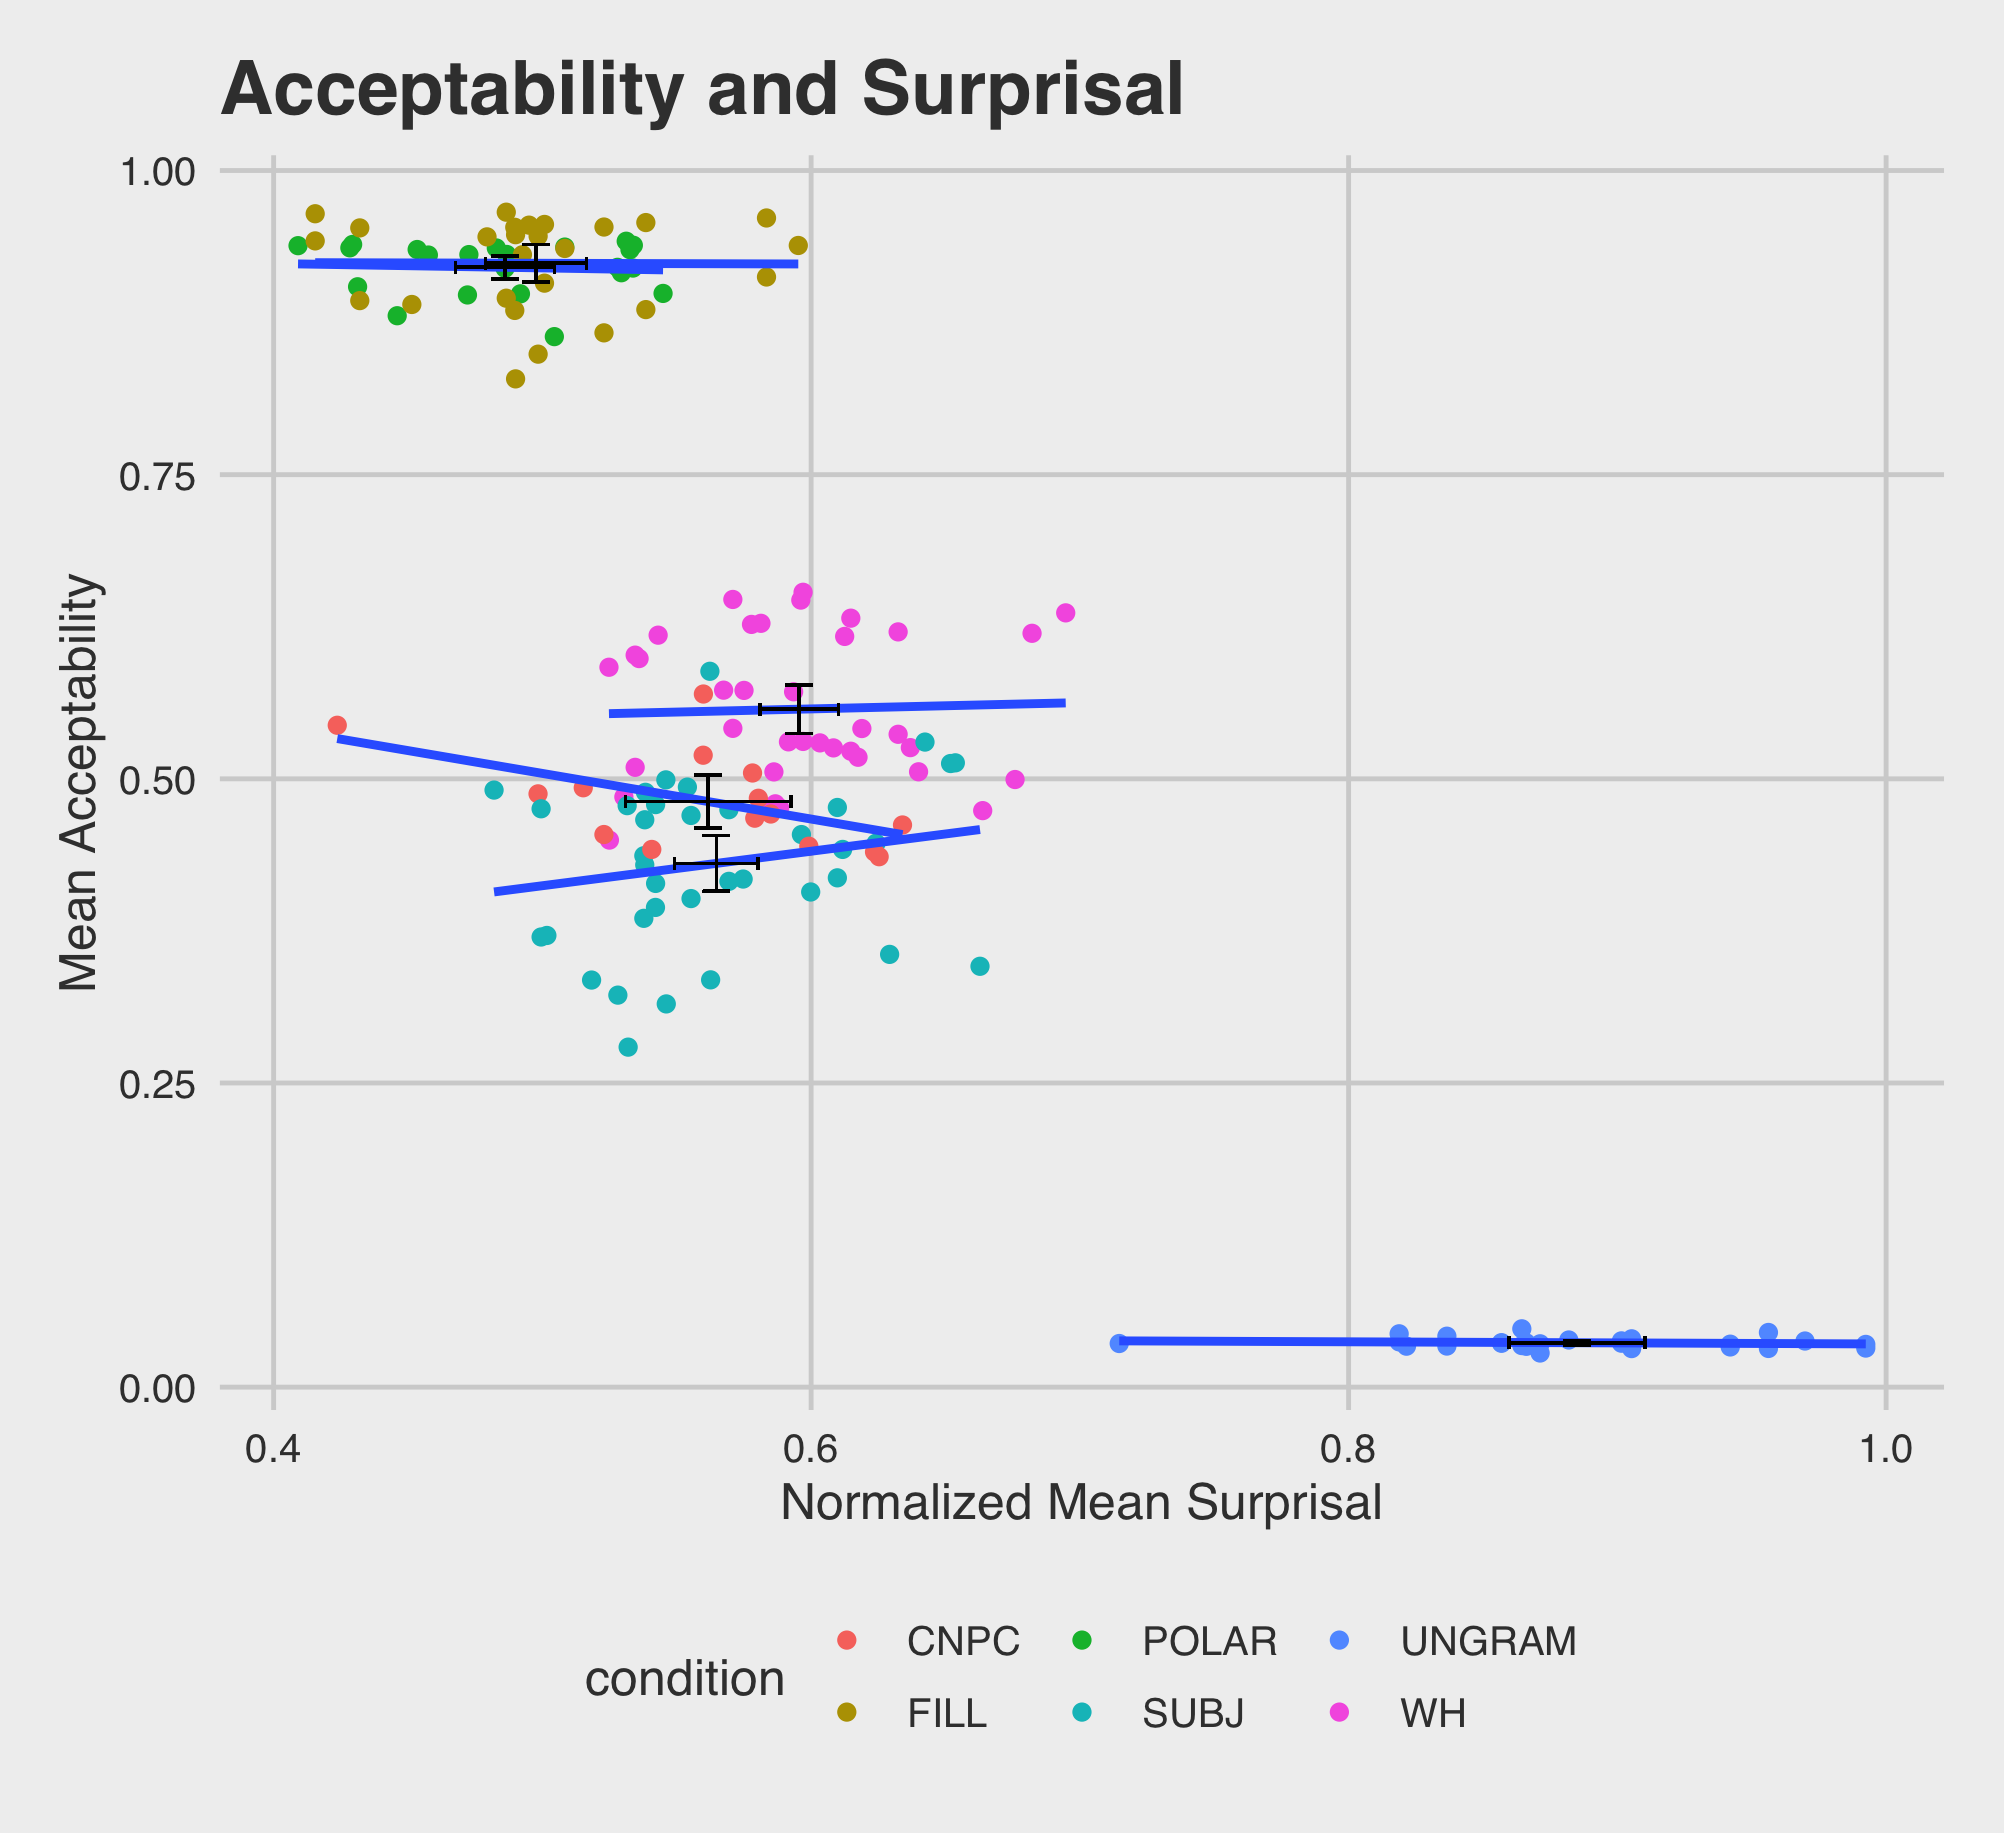 Acceptability and Surprisal
1.00
0.75
0.50
0.25
0.00
Mean Acceptability
0.4 0.6 0.8 1.0
Normalized Mean Surprisal
condition
CNPC POLAR UNGRAM
FILL SUBJ WH